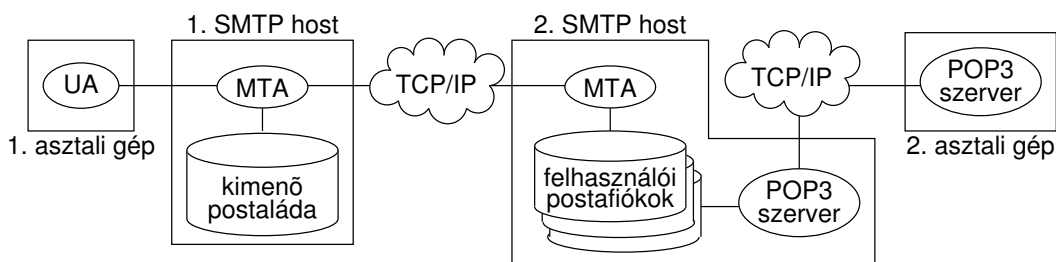 1. SMTP host
2. SMTP host
UA
MTA
TCP/IP
MTA
TCP/IP
POP3
szerver
1. asztali gép
2. asztali gép
kimenõ
postaláda
felhasználói
postafiókok
POP3
szerver